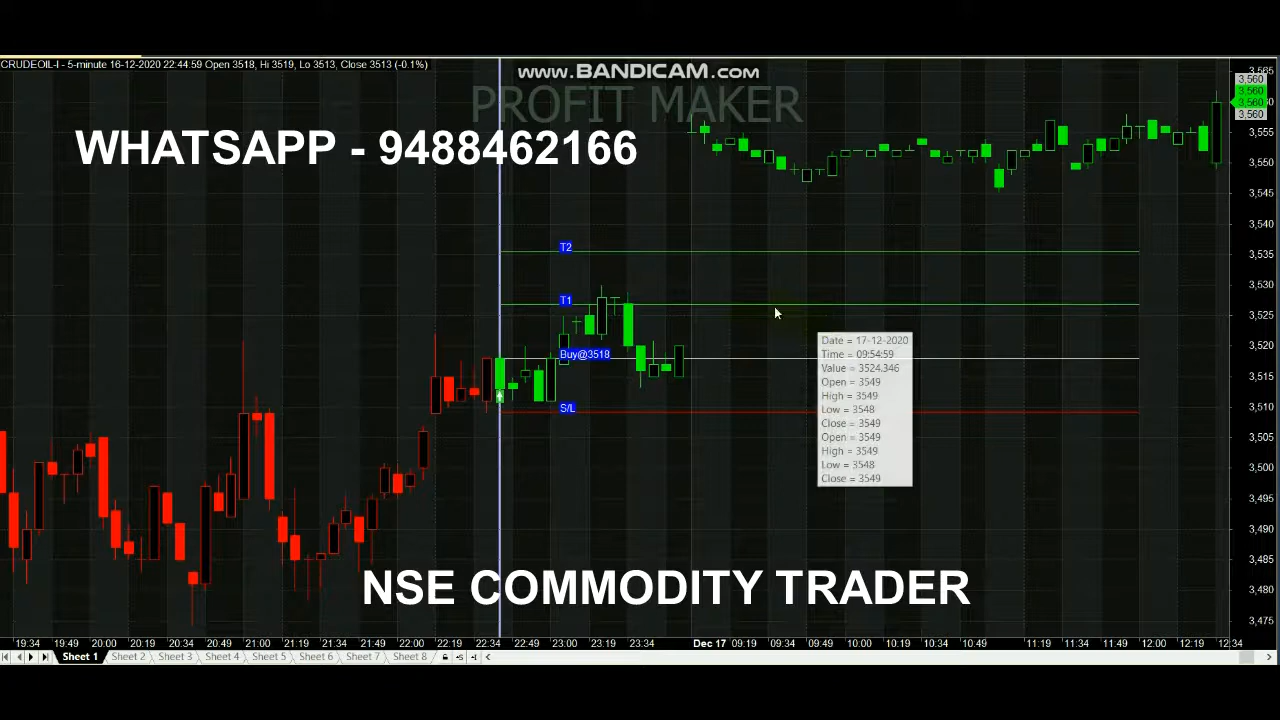 CRUDEOIL-I - 5-minute 16-12-2020 22:44:59 Open 3518, Hi 3519, Lo 3513, Close 3513 (-0.1%)
www.BANDICAM.com
PROFIT MAKER
WHATSAPP - 9488462166
3,565
3,560
3,560
3,560
3,560
3,555
3,550
3,545
3,540
3,535
3,530
3,525
3,520
3,515
3,510
3,505
3,500
3,495
3,490
3,485
3,480
3,475
T2
T1
Buy@3518
S/L
Date = 17-12-2020
Time = 09:54:59
Value = 3524.346
Open = 3549
High = 3549
Low = 3548
Close = 3549
Open = 3549
High = 3549
Low = 3548
Close = 3549
NSE COMMODITY TRADER
19:34 19:49 20:00 20:19 20:34 20:49 21:00 21:19 21:34 21:49 22:00 22:19 22:34 22:49 23:00 23:19 23:34 Dec 17 09:19 09:34 09:49 10:00 10:19 10:34 10:49 11:19 11:34 11:49 12:00 12:19 12:34
Sheet 1 Sheet 2 Sheet 3 Sheet 4 Sheet 5 Sheet 6 Sheet 7 Sheet 8